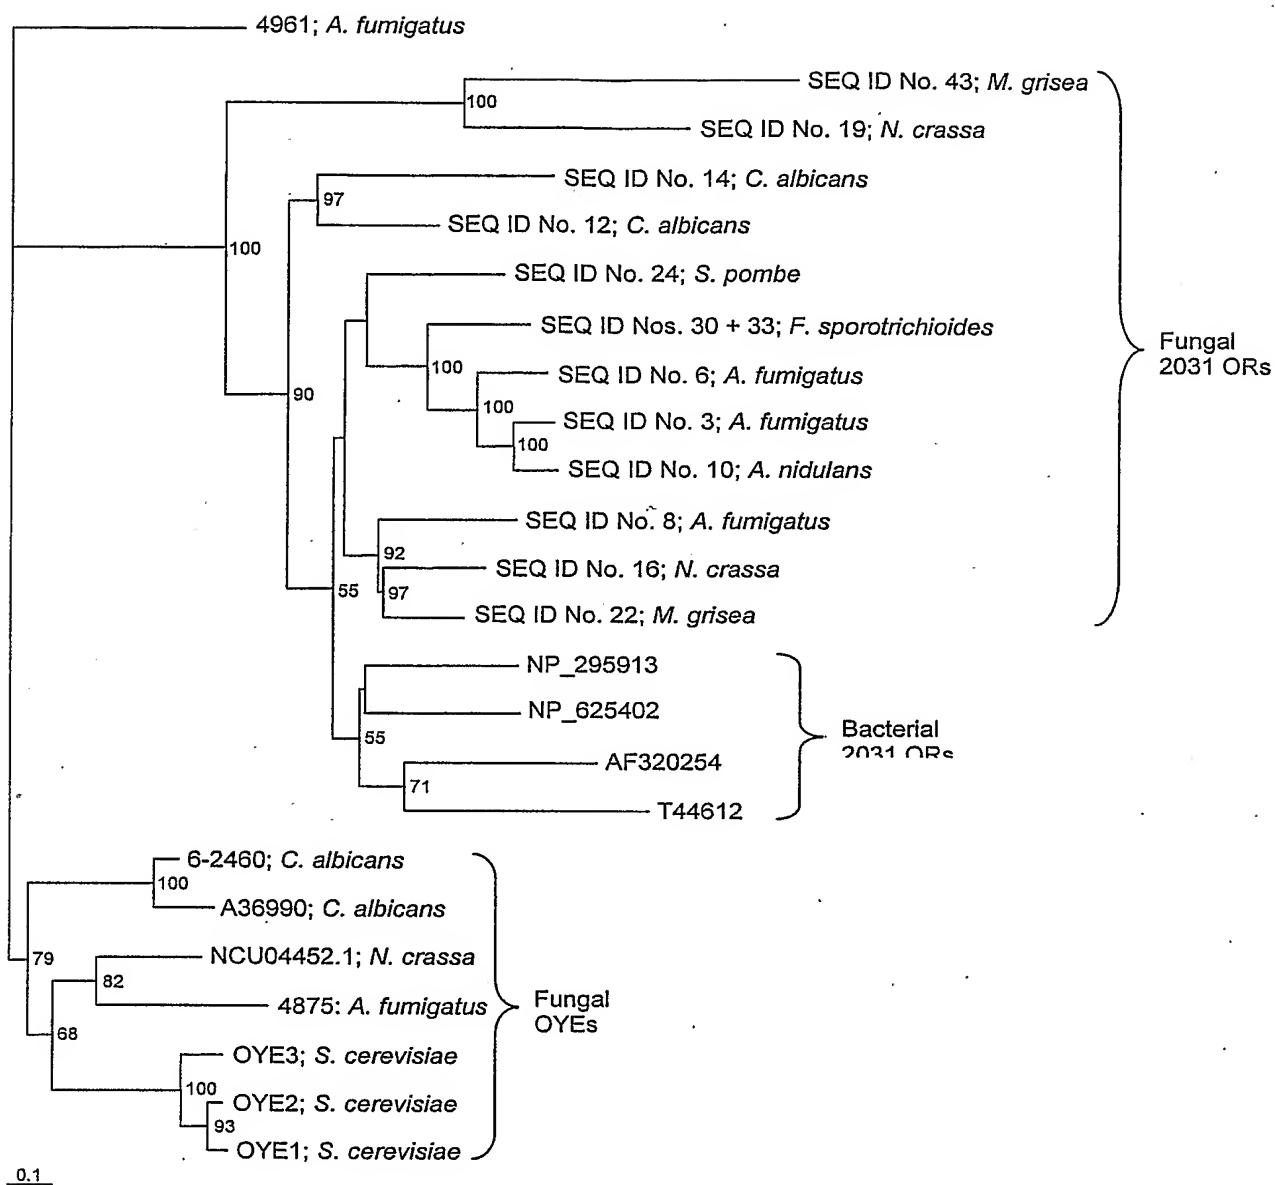 4961; A. fumigatus
SEQ ID No. 43; M. grisea
100
SEQ ID No. 19; N. crassa
SEQ ID No. 14; C. albicans
97
SEQ ID No. 12; C. albicans
100
SEQ ID No. 24; S. pombe
SEQ ID Nos. 30 + 33; F. sporotrichioides
Fungal
2031 ORs
100
SEQ ID No. 6; A. fumigatus
90
100
SEQ ID No. 3; A. fumigatus
100
SEQ ID No. 10; A. nidulans
SEQ ID No. 8; A. fumigatus
92
SEQ ID No. 16; N. crassa
55
97
SEQ ID No. 22; M. grisea
NP_295913
NP_625402
Bacterial
2031 ORs
55
AF320254
71
T44612
6-2460; C. albicans
100
A36990; C. albicans
79
NCU04452.1; N. crassa
82
4875: A. fumigatus
Fungal
OYEs
68
OYE3; S. cerevisiae
100
OYE2; S. cerevisiae
93
OYE1; S. cerevisiae
0.1